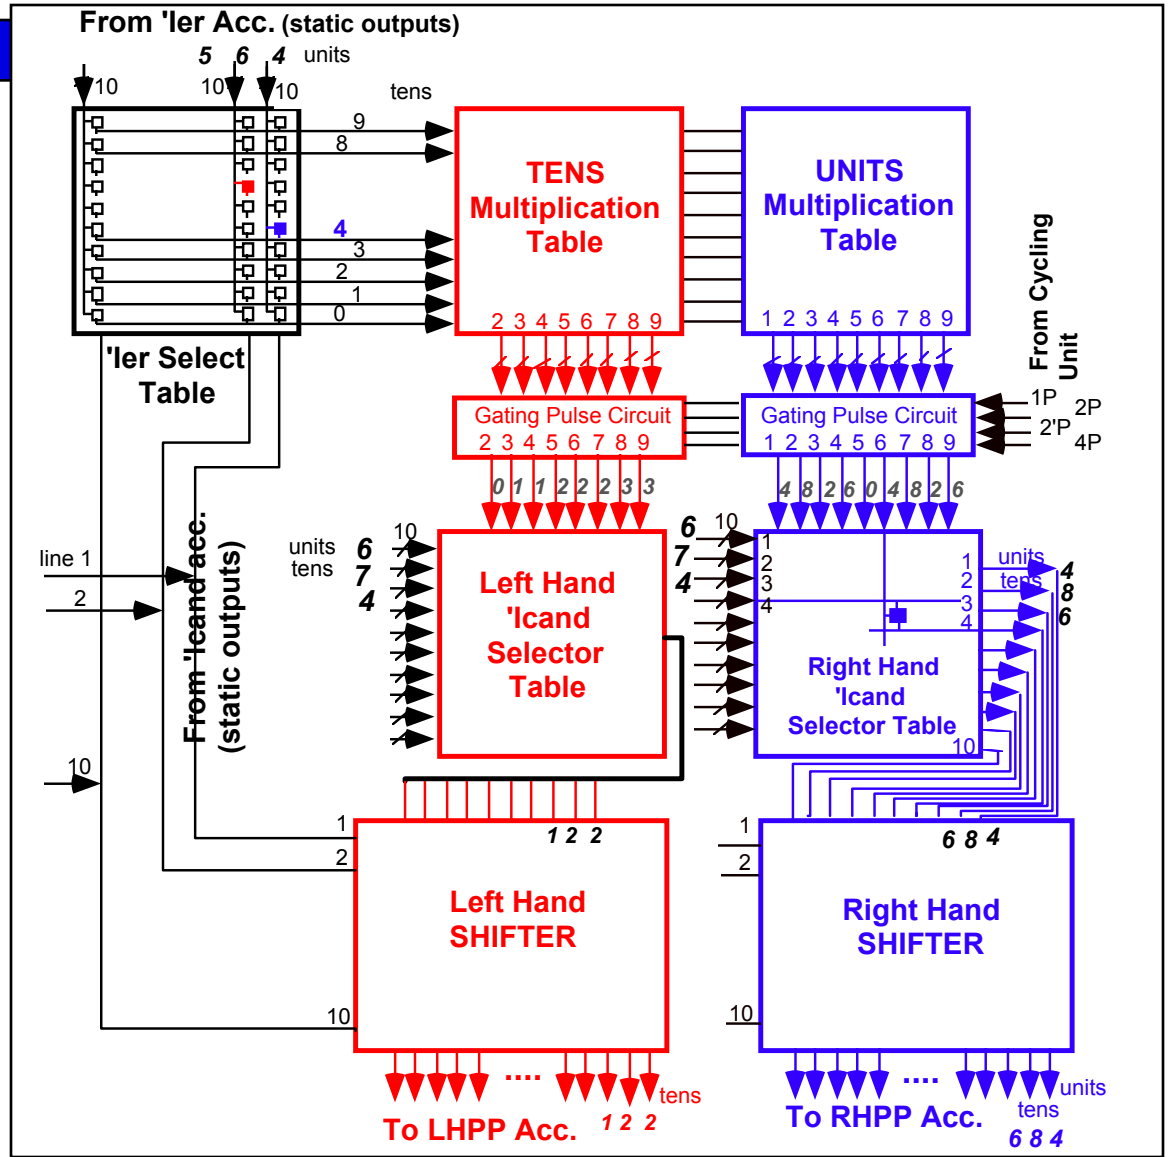 From 'ler Acc. (static outputs)
5 6 4 units
10 10 10
tens
9
8
4
3
2
1
0
'ler Select
Table
TENS
Multiplication
Table
2 3 4 5 6 7 8 9
UNITS
Multiplication
Table
1 2 3 4 5 6 7 8 9
From Cycling
Unit
Gating Pulse Circuit
2 3 4 5 6 7 8 9
Gating Pulse Circuit
1 2 3 4 5 6 7 8 9
1P
2P
2'P
4P
0 1 1 2 2 2 3 3
4 8 2 6 0 4 8 2 6
From 'Icand acc.
(static outputs)
line 1
2
10
units 6 10
tens 7
4
Left Hand
'Icand
Selector
Table
6 10
7
4
1
2
3
4
1 units 4
2 tens 8
3 6
4
Right Hand
'Icand
Selector Table
10
1
2
10
1 2 2
Left Hand
SHIFTER
1
2
10
6 8 4
Right Hand
SHIFTER
....
tens
To LHPP Acc. 1 2 2
....
units
To RHPP Acc. tens
6 8 4